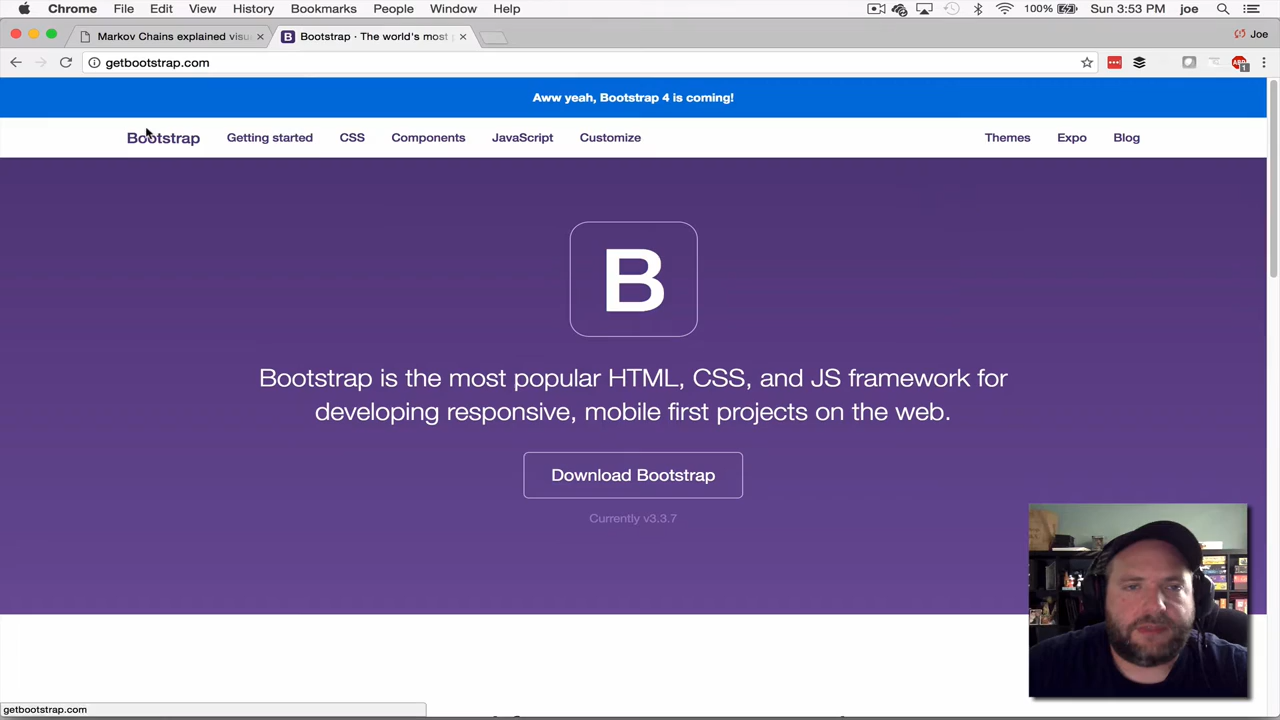 Chrome File Edit View History Bookmarks People Window Help 100% Sun 3:53 PM joe
Markov Chains explained visu Bootstrap · The world's most Joe
getbootstrap.com
Aww yeah, Bootstrap 4 is coming!
Bootstrap Getting started CSS Components JavaScript Customize Themes Expo Blog
B
Bootstrap is the most popular HTML, CSS, and JS framework for
developing responsive, mobile first projects on the web.
Download Bootstrap
Currently v3.3.7
getbootstrap.com